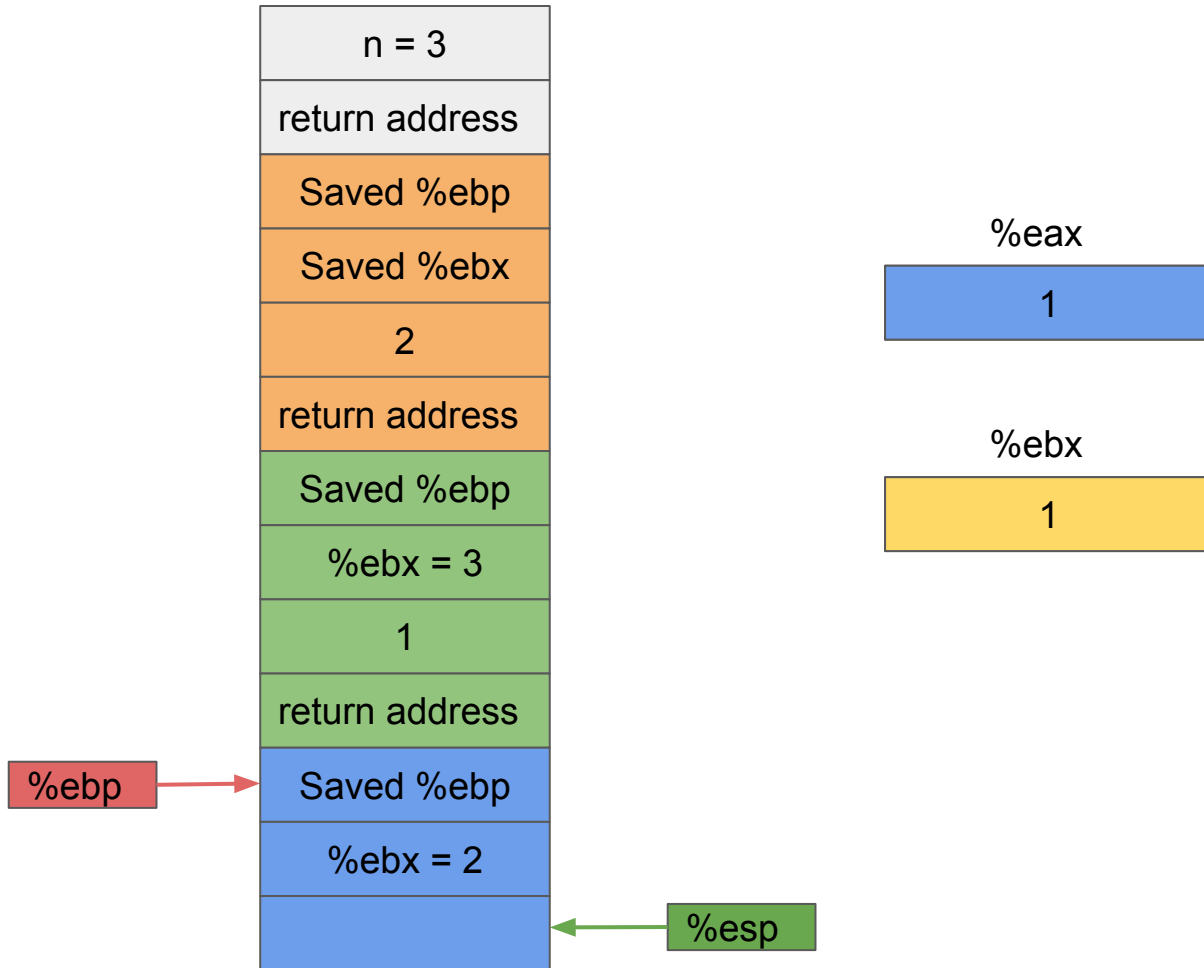 n = 3
return address
Saved %ebp
Saved %ebx
2
return address
Saved %ebp
%ebx = 3
1
return address
Saved %ebp
%ebx = 2
%ebp
%esp
%eax
1
%ebx
1